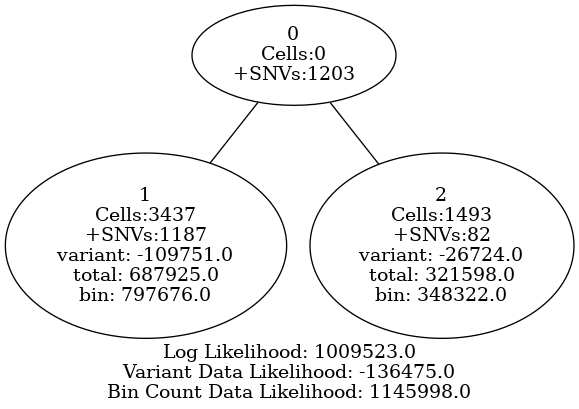 0
Cells:0
+SNVs:1203
1
Cells:3437
+SNVs:1187
variant: -109751.0
total: 687925.0
bin: 797676.0
2
Cells:1493
+SNVs:82
variant: -26724.0
total: 321598.0
bin: 348322.0
Log Likelihood: 1009523.0
Variant Data Likelihood: -136475.0
Bin Count Data Likelihood: 1145998.0